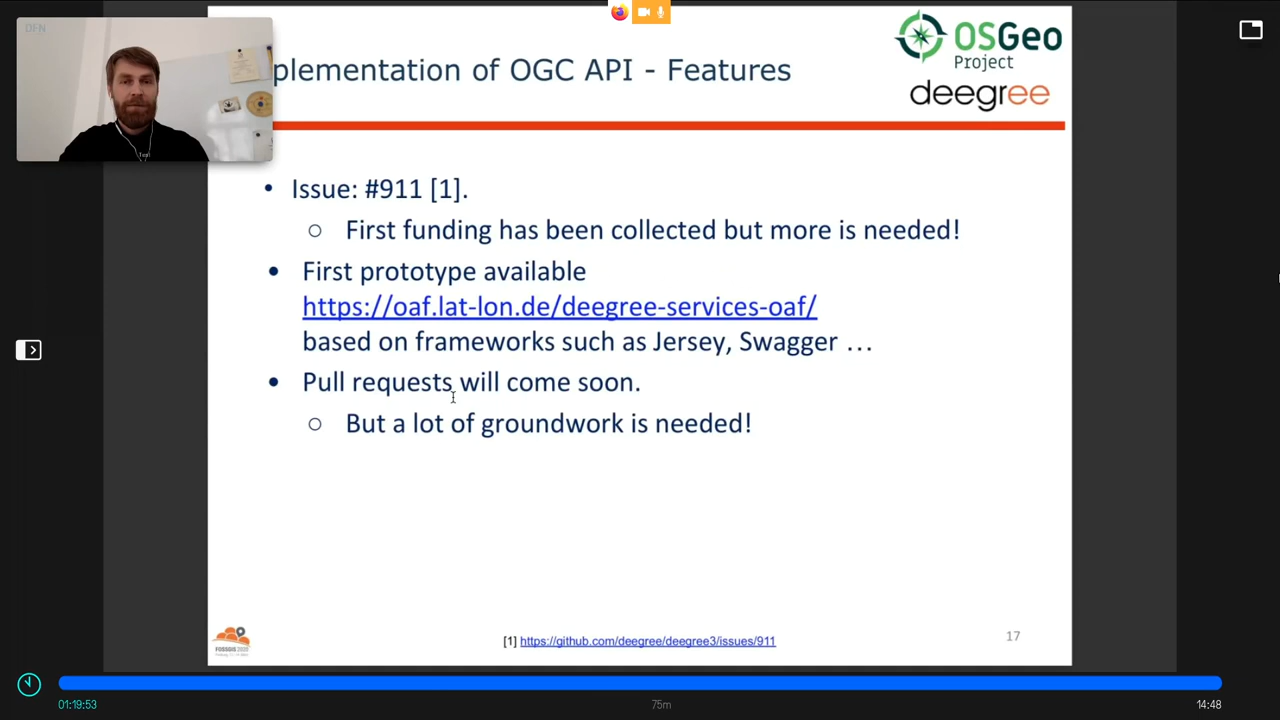 DFN
plementation of OGC API - Features
OSGeo
Project
deegree
• Issue: #911 [1].
○ First funding has been collected but more is needed!
• First prototype available
https://oaf.lat-lon.de/deegree-services-oaf/
based on frameworks such as Jersey, Swagger …
• Pull requests will come soon.
○ But a lot of groundwork is needed!
[1] https://github.com/deegree/deegree3/issues/911
17
01:19:53
75m
14:48